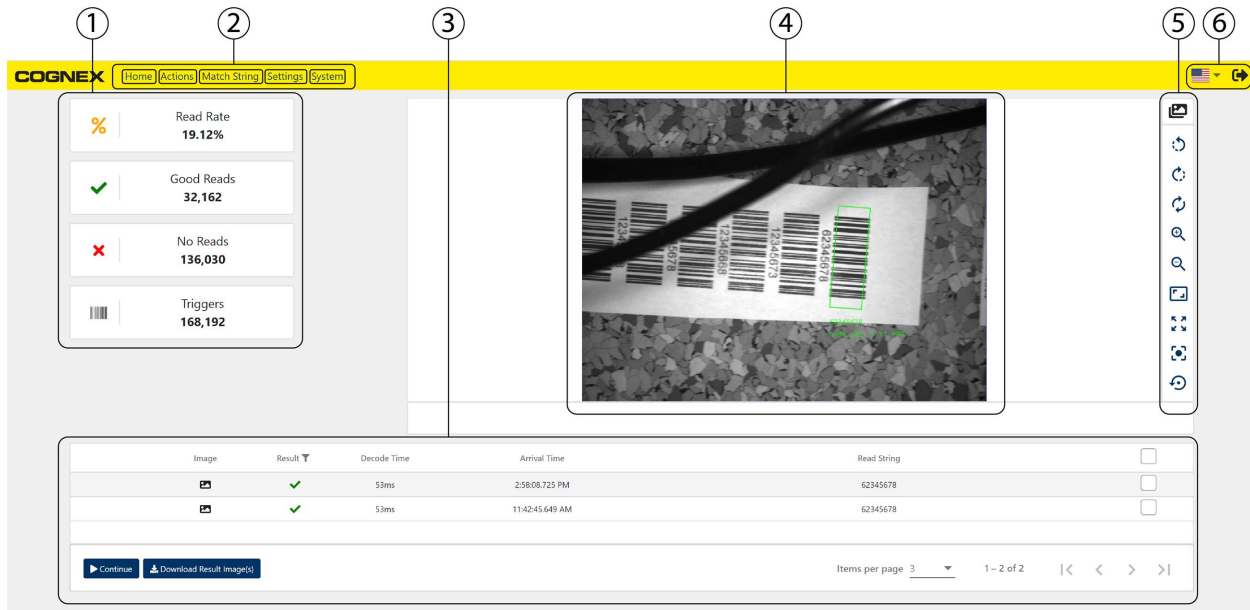 1 2 3 4 5 6
COGNEX Home Actions Match String Settings System
Read Rate
19.12%
Good Reads
32,162
No Reads
136,030
Triggers
168,192
12345678
12345668
12345673
62345678
62345678
Image Result Decode Time Arrival Time Read String
53ms 2:58:08.725 PM 62345678
53ms 11:42:45.649 AM 62345678
Continue Download Result Image(s) Items per page 3 1 – 2 of 2